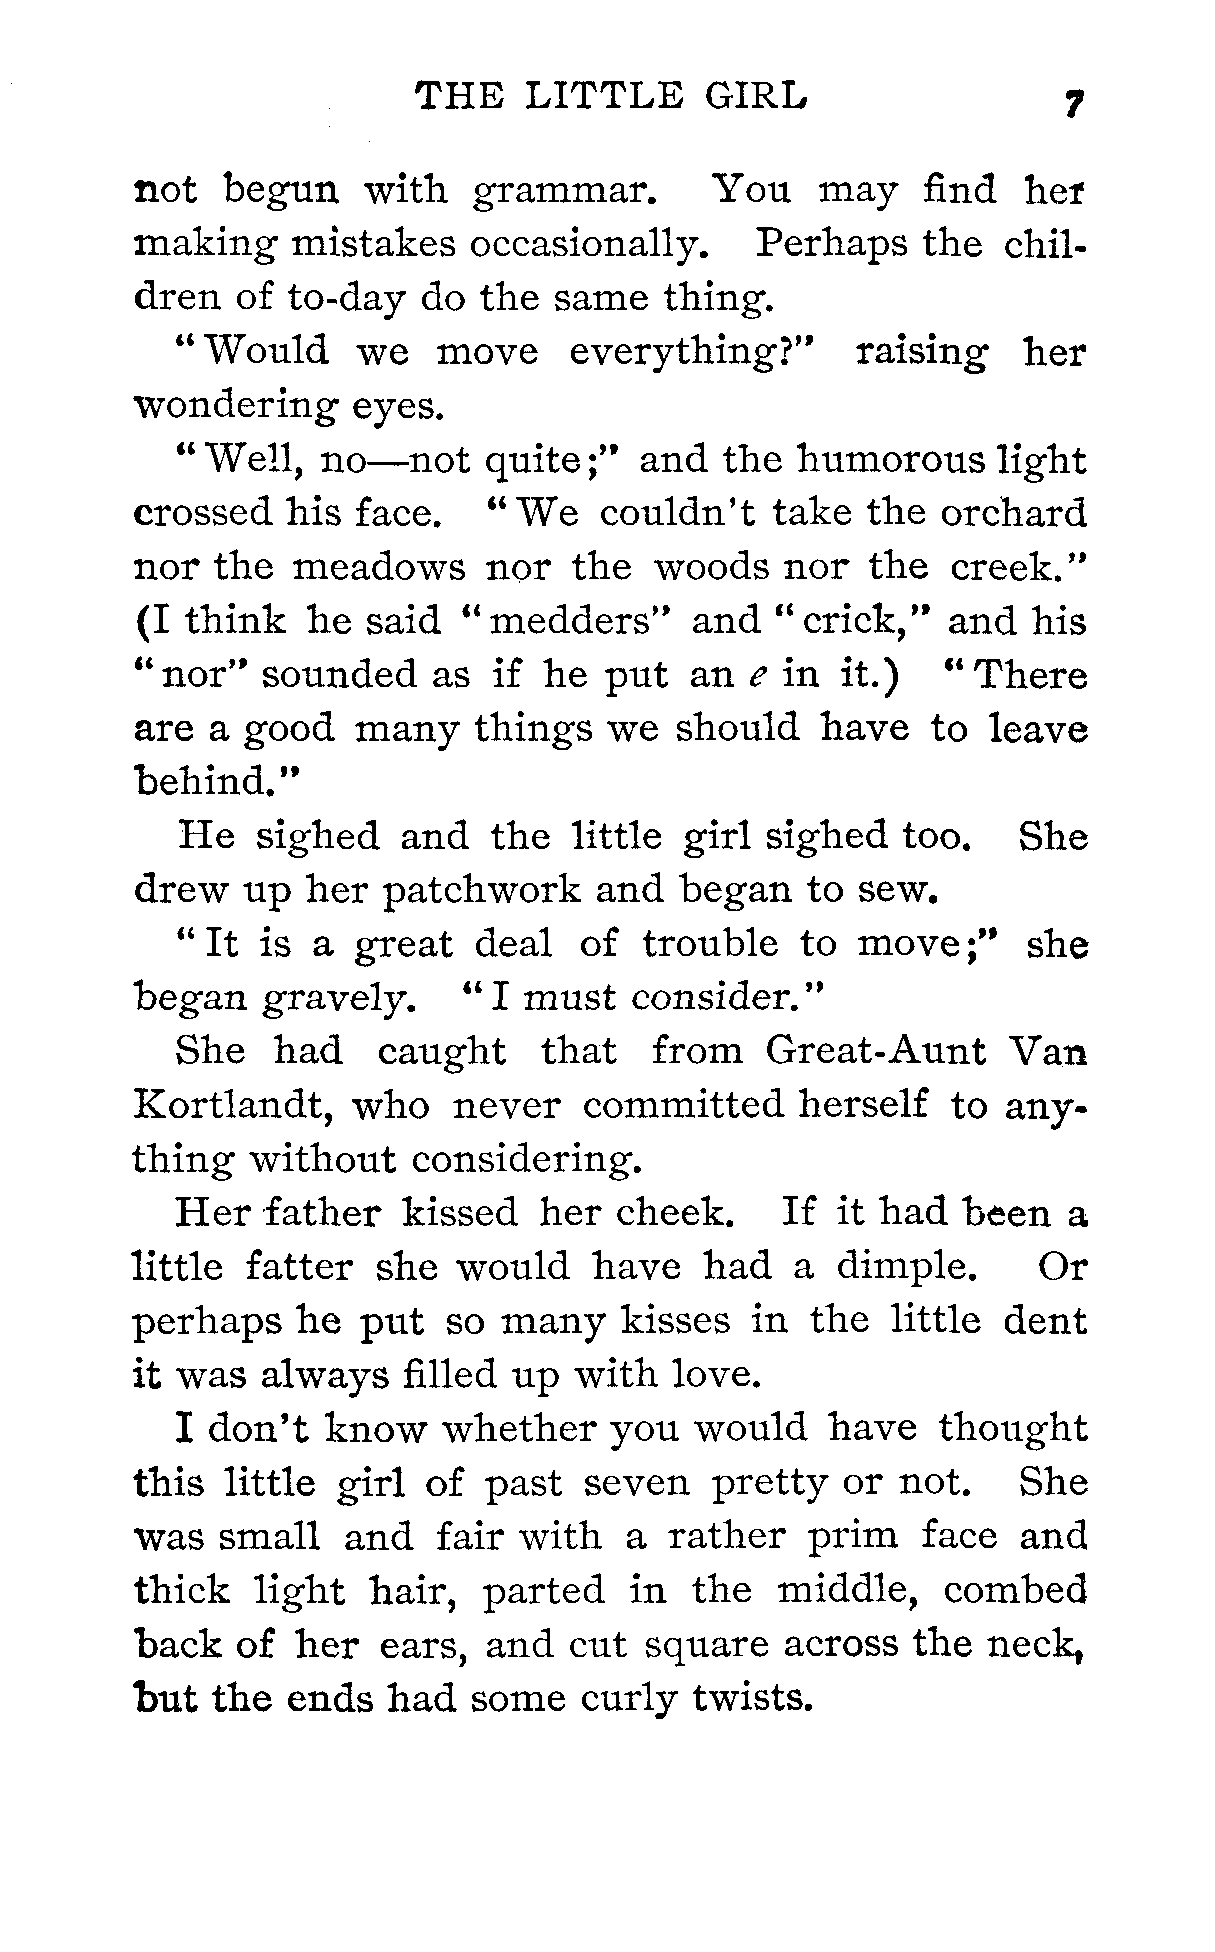 THE LITTLE GIRL 7
not begun with grammar. You may find her
making mistakes occasionally. Perhaps the chil-
dren of to-day do the same thing.
“Would we move everything?” raising her
wondering eyes.
“Well, no—not quite;” and the humorous light
crossed his face. “We couldn’t take the orchard
nor the meadows nor the woods nor the creek.”
(I think he said “medders” and “crick,” and his
“nor” sounded as if he put an e in it.) “There
are a good many things we should have to leave
behind.”
He sighed and the little girl sighed too. She
drew up her patchwork and began to sew.
“It is a great deal of trouble to move;” she
began gravely. “I must consider.”
She had caught that from Great-Aunt Van
Kortlandt, who never committed herself to any-
thing without considering.
Her father kissed her cheek. If it had been a
little fatter she would have had a dimple. Or
perhaps he put so many kisses in the little dent
it was always filled up with love.
I don’t know whether you would have thought
this little girl of past seven pretty or not. She
was small and fair with a rather prim face and
thick light hair, parted in the middle, combed
back of her ears, and cut square across the neck,
but the ends had some curly twists.